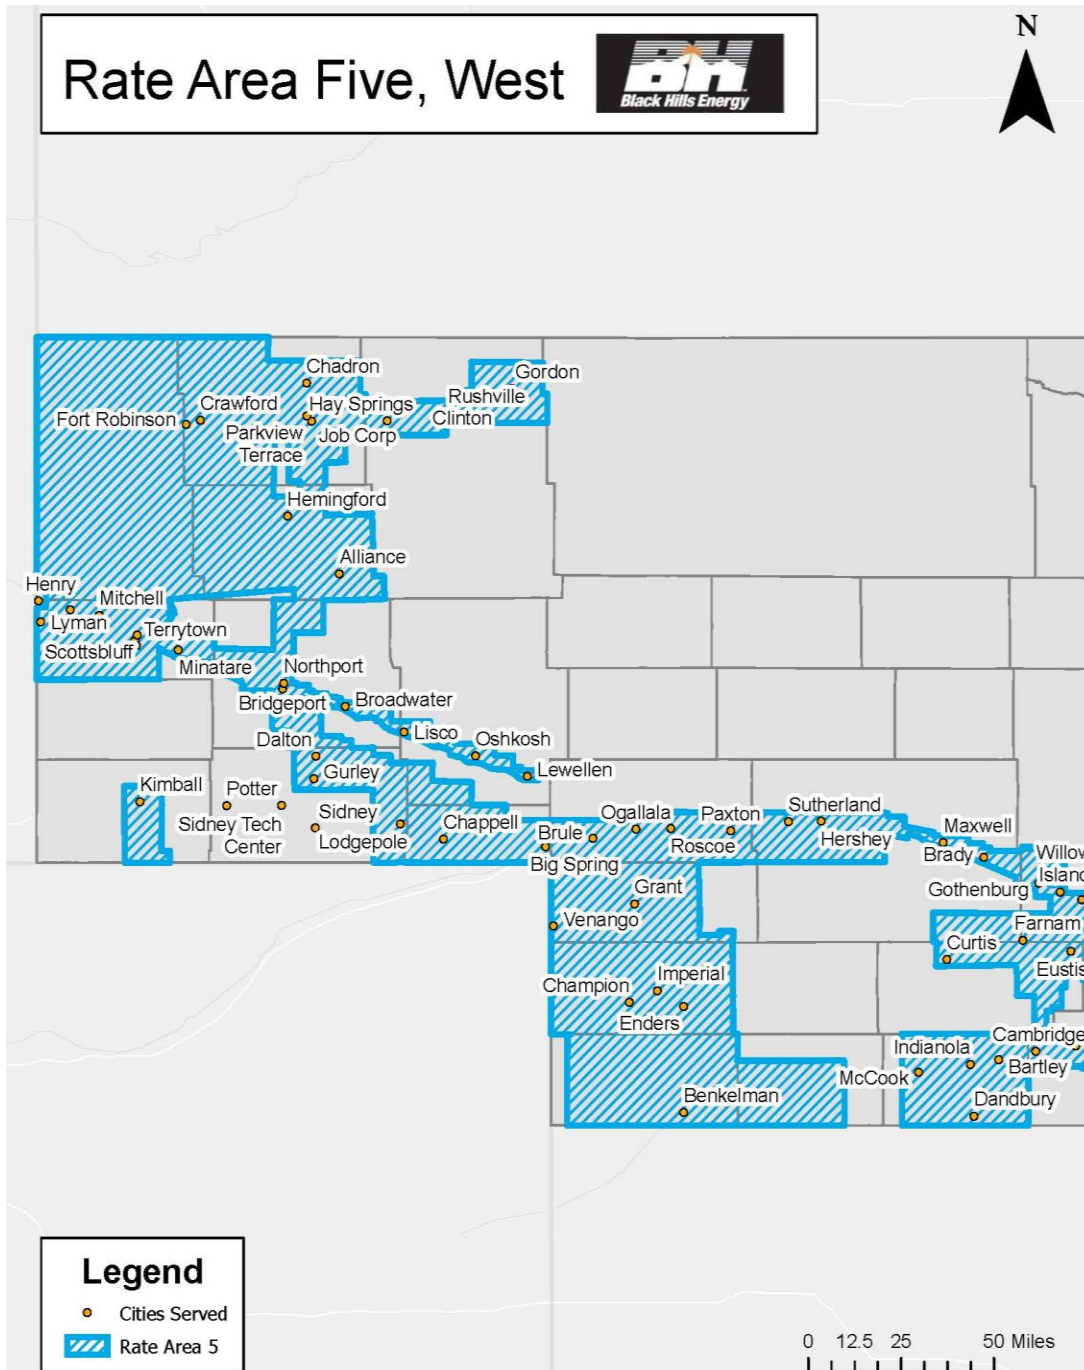 Rate Area Five, West
BH
Black Hills Energy
N
Chadron
Gordon
Rushville
Crawford
Hay Springs
Fort Robinson
Clinton
Parkview
Terrace
Job Corp
Hemingford
Alliance
Henry
Mitchell
Lyman
Terrytown
Scottsbluff
Minatare
Northport
Bridgeport
Broadwater
Lisco
Dalton
Oshkosh
Gurley
Lewellen
Kimball
Potter
Sidney
Sidney Tech
Center
Lodgepole
Chappell
Brule
Big Spring
Ogallala
Roscoe
Paxton
Sutherland
Hershey
Maxwell
Brady
Willow
Island
Gothenburg
Grant
Venango
Farnam
Curtis
Eustis
Imperial
Champion
Enders
Cambridge
Indianola
Bartley
McCook
Benkelman
Dandbury
Legend
Cities Served
Rate Area 5
0 12.5 25 50 Miles